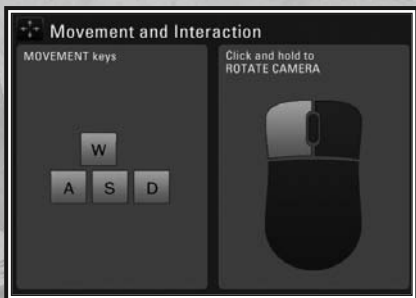 Movement and Interaction
MOVEMENT keys
W
A S D
Click and hold to
ROTATE CAMERA